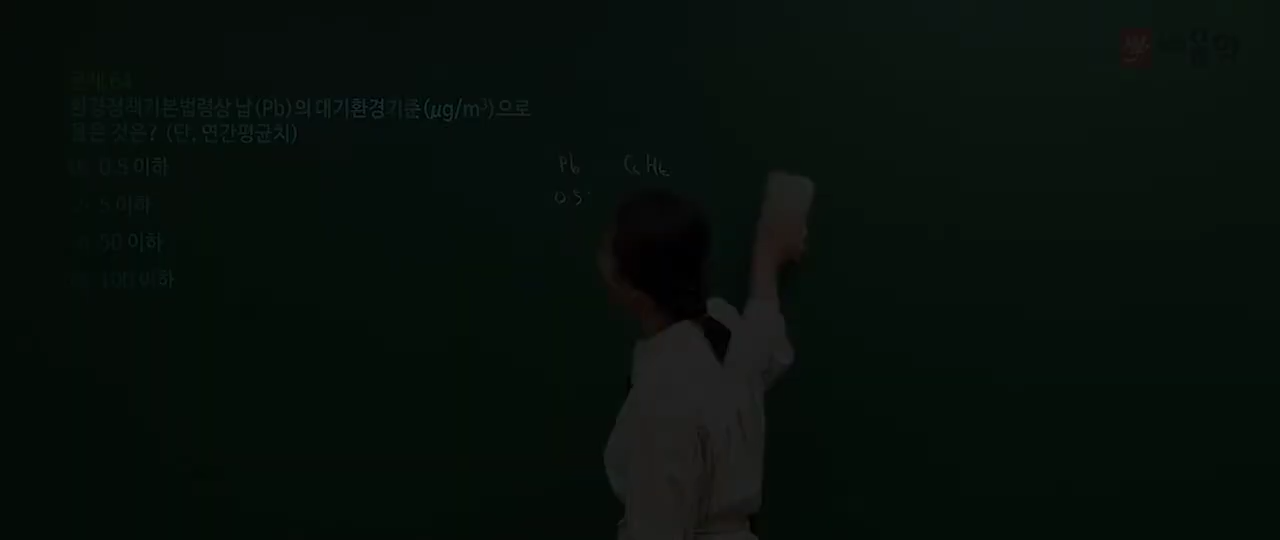 문제 64
환경정책기본법령상 납(Pb)의 대기환경기준(μg/m³)으로
옳은 것은? (단, 연간평균치)
0.5 이하
5 이하
50 이하
100 이하
Pb C6H6
0.5